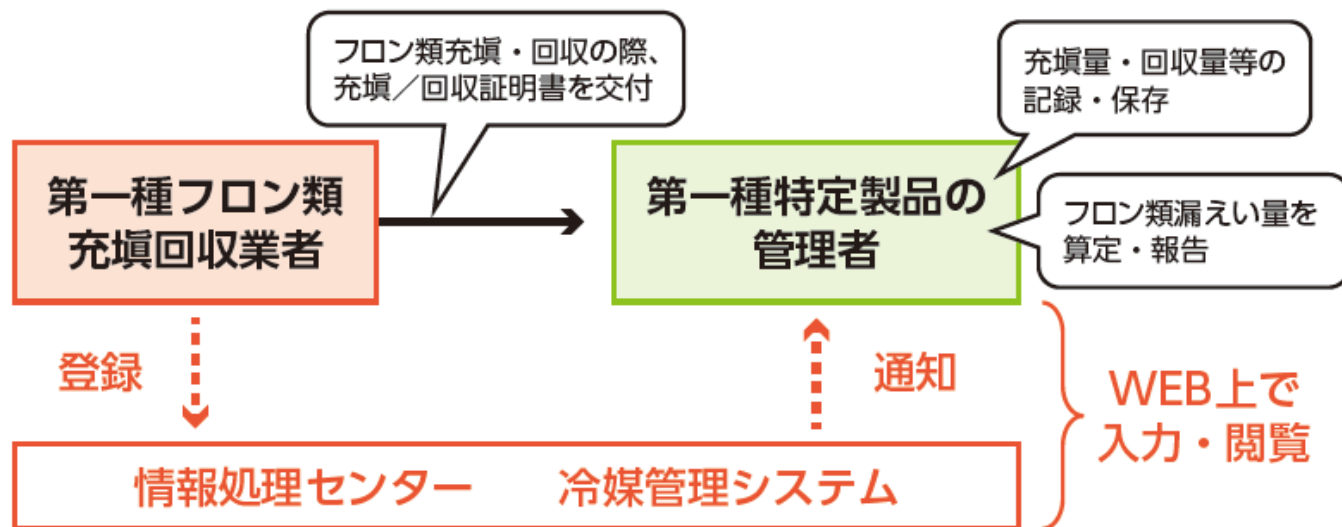 フロン類充塡・回収の際、
充塡／回収証明書を交付
充塡量・回収量等の
記録・保存
第一種フロン類
充塡回収業者
第一種特定製品の
管理者
フロン類漏えい量を
算定・報告
登録
通知
WEB上で
入力・閲覧
情報処理センター　冷媒管理システム